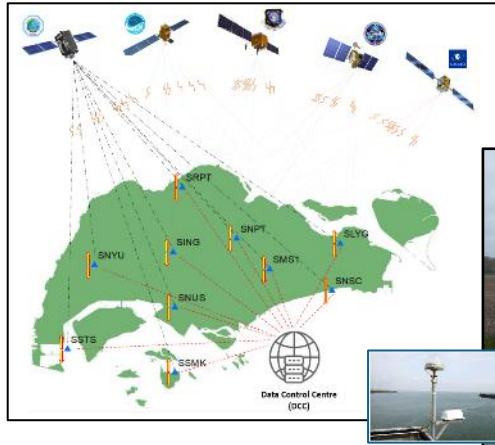 SRPT
SNPT
SLYG
SING
SNYU
SMS1
SNSC
SNUS
SSTS
SSMK
Data Control Centre
(DCC)